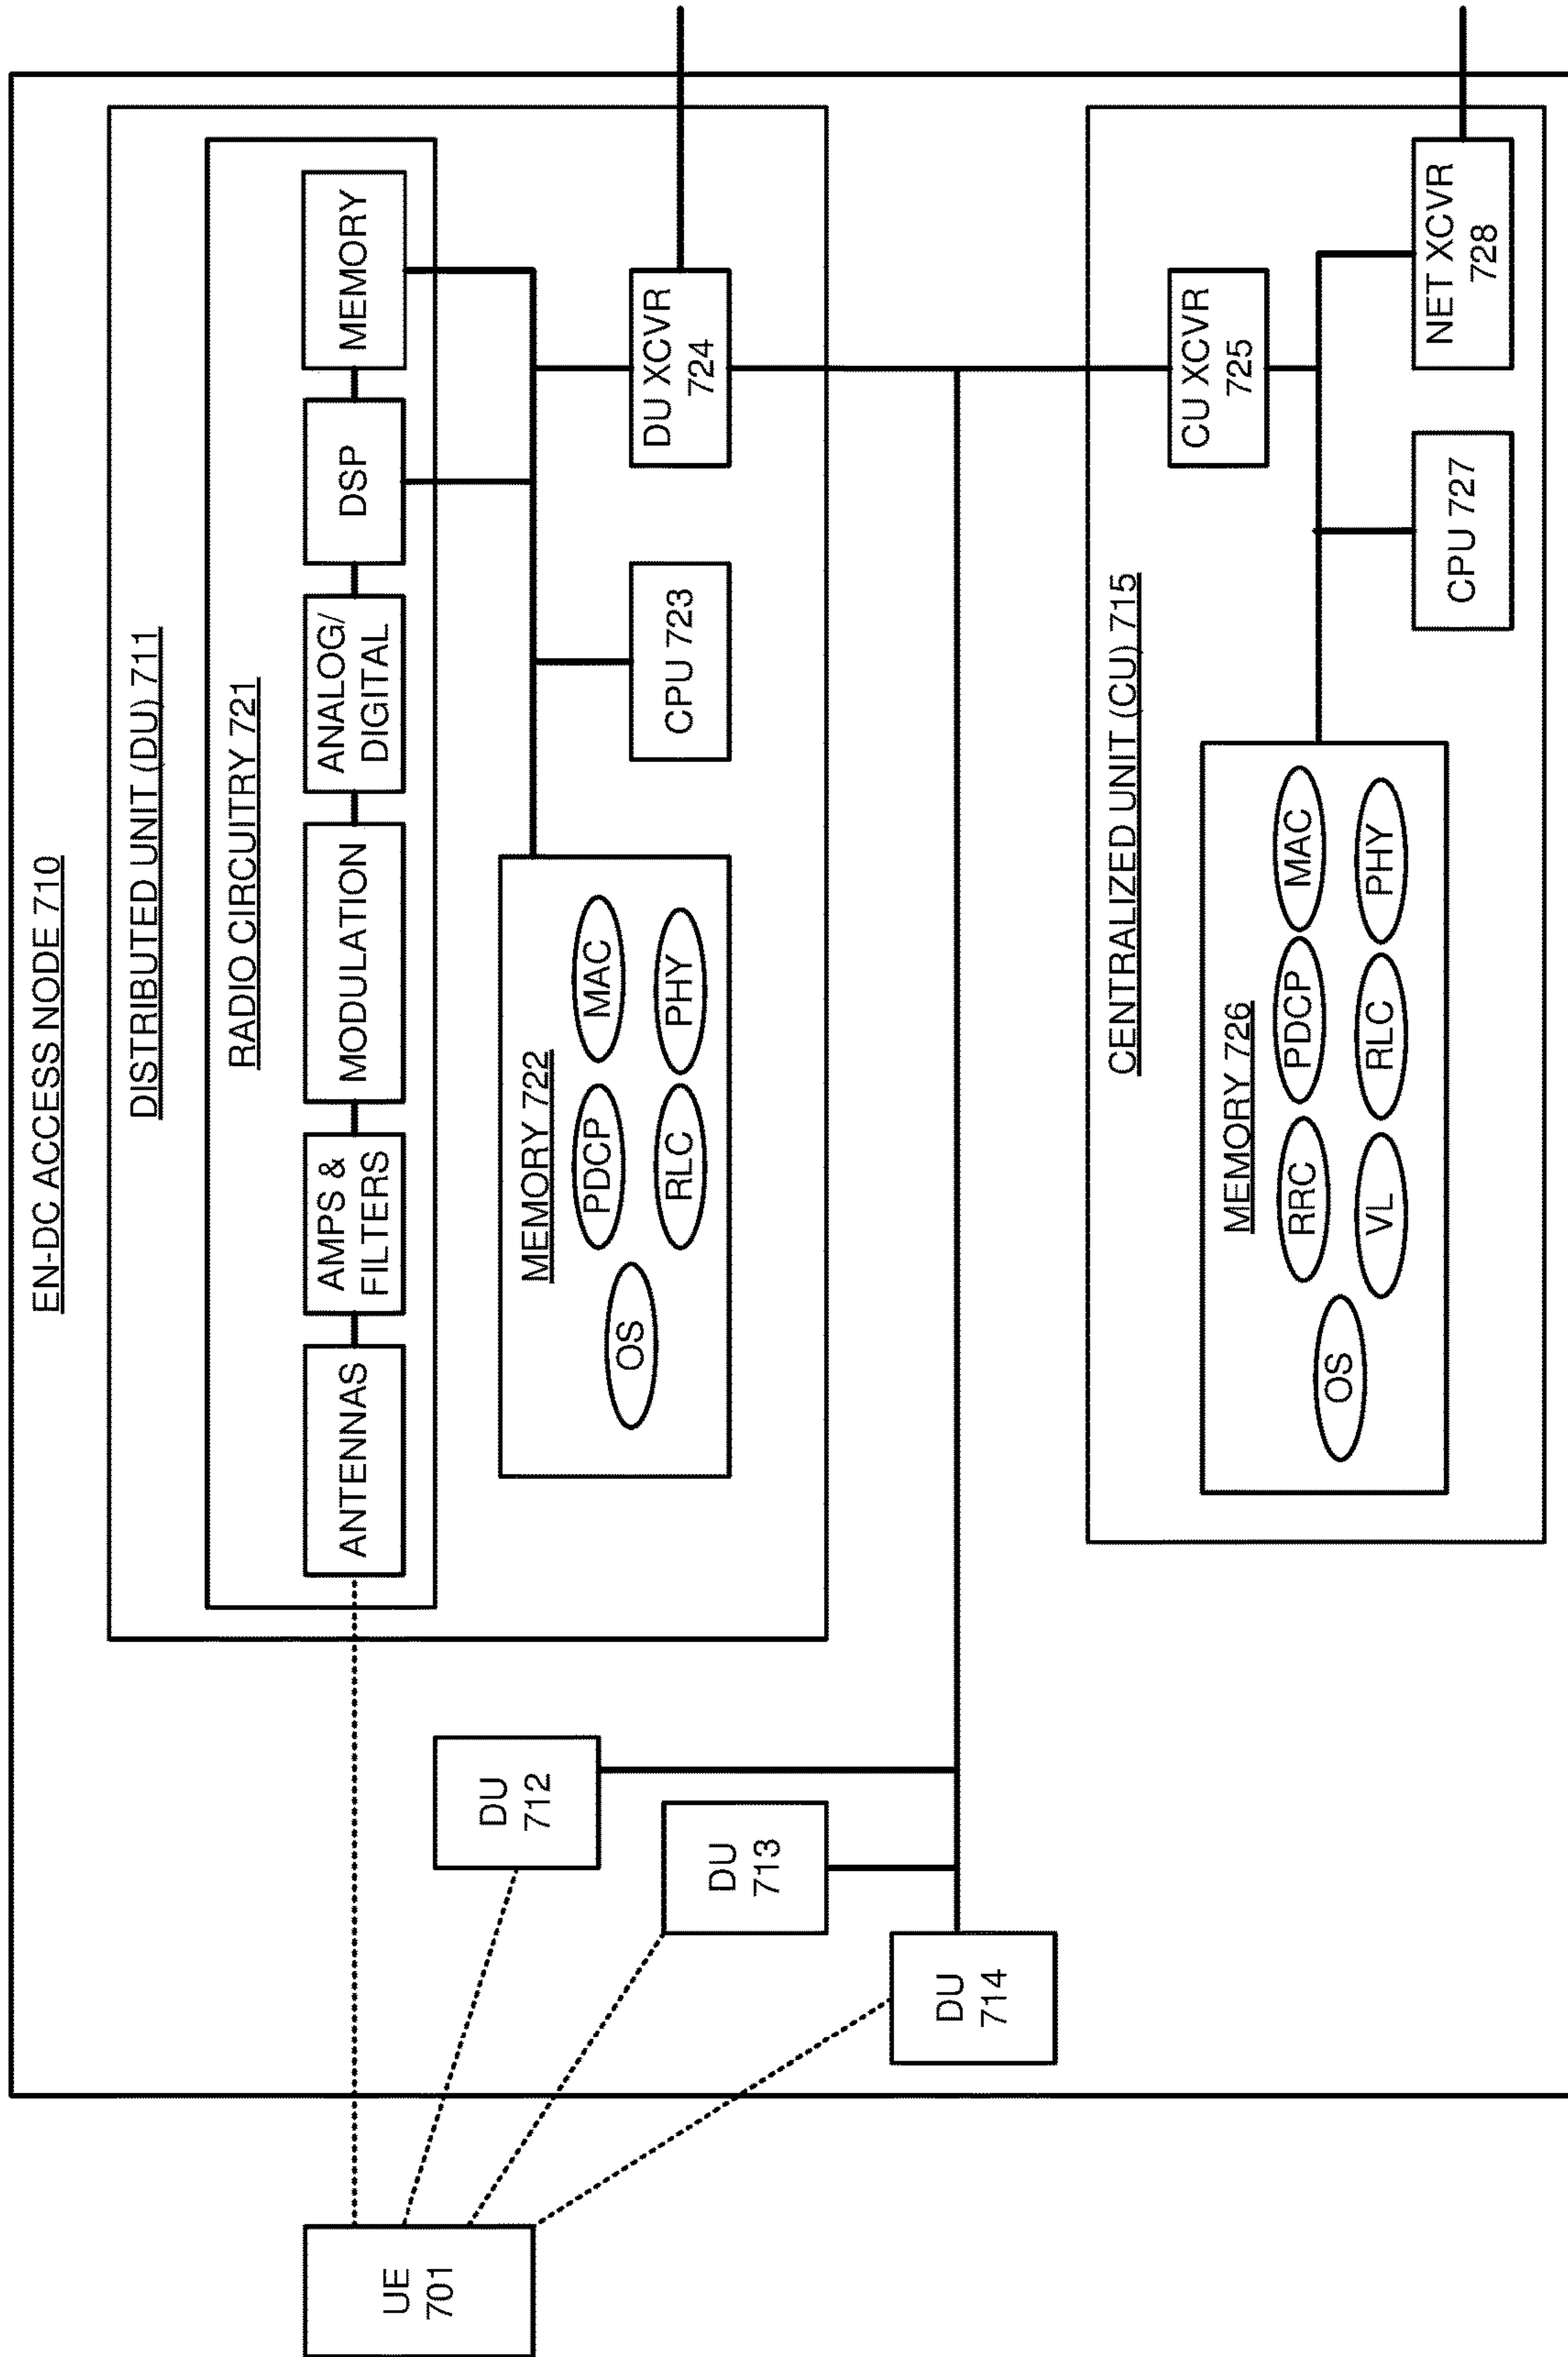 EN-DC ACCESS NODE 710
DISTRIBUTED UNIT (DU) 711
RADIO CIRCUITRY 721
ANTENNAS
AMPS &
FILTERS
MODULATION
ANALOG/
DIGITAL
DSP
MEMORY
MEMORY 722
OS
PDCP
MAC
RLC
PHY
CPU 723
DU XCVR
724
UE
701
DU
712
DU
713
DU
714
CENTRALIZED UNIT (CU) 715
CU XCVR
725
MEMORY 726
OS
RRC
PDCP
MAC
VL
RLC
PHY
CPU 727
NET XCVR
728